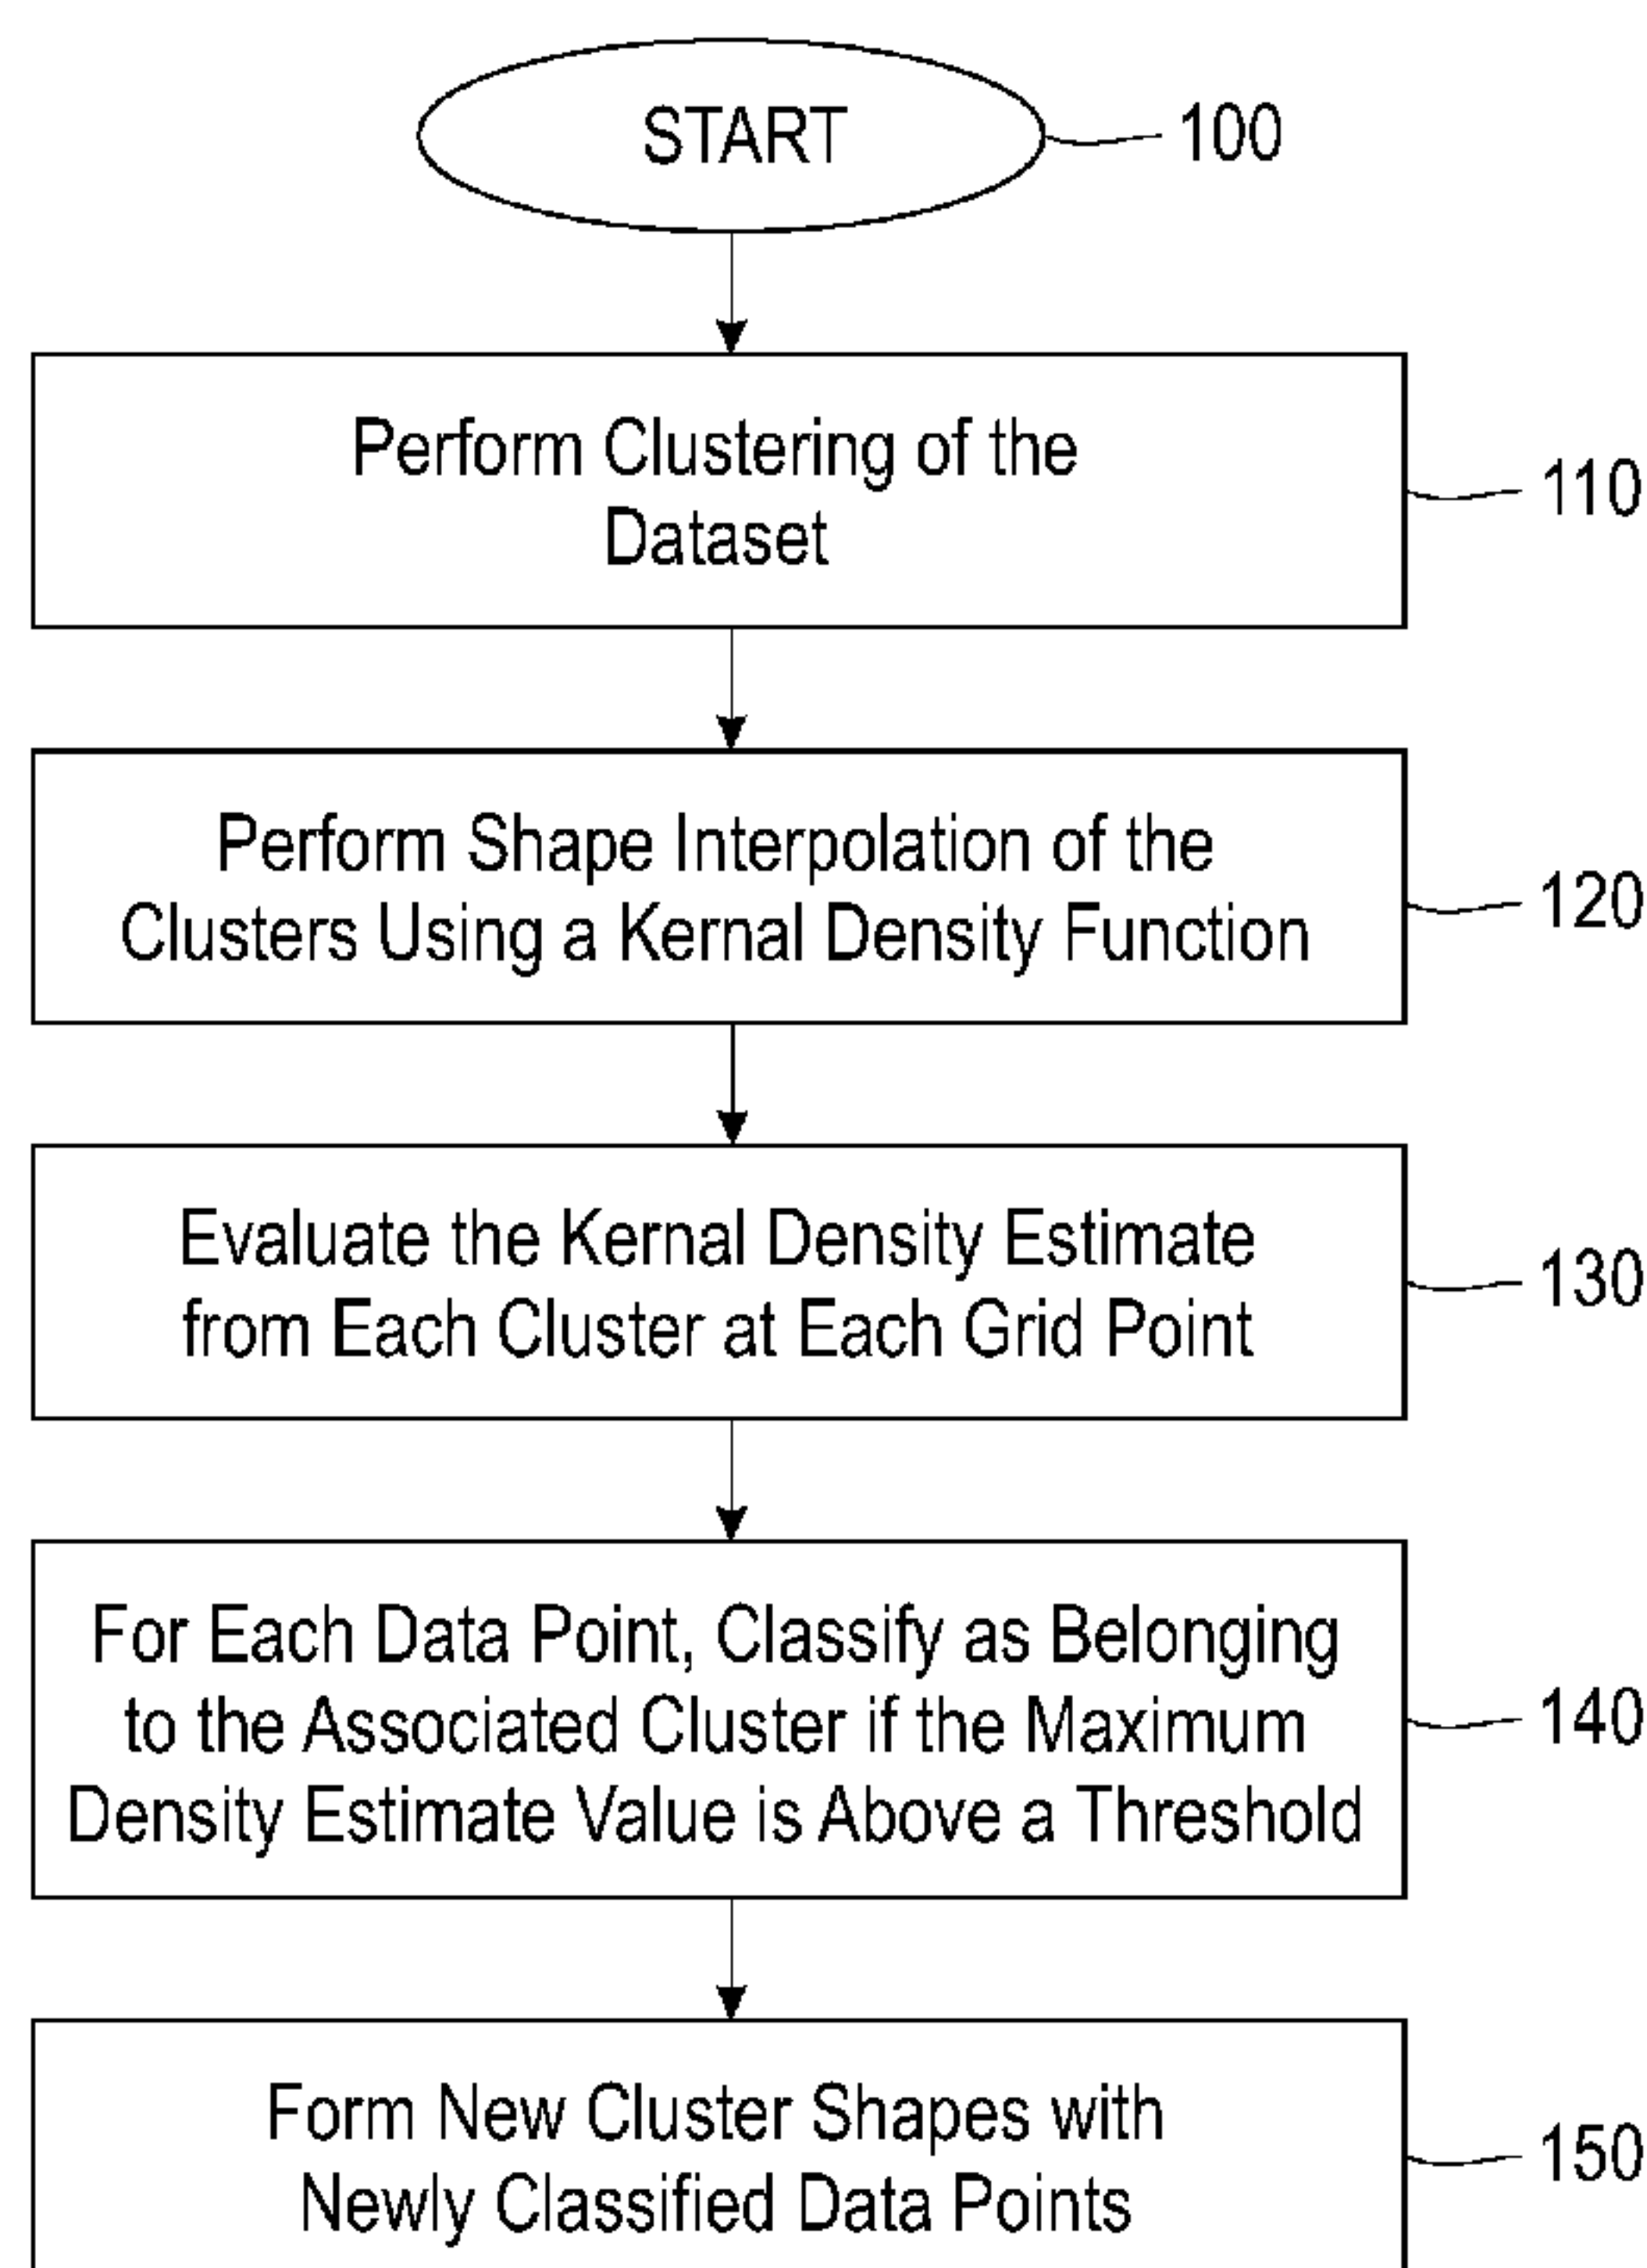 START
100
Perform Clustering of the
Dataset
110
Perform Shape Interpolation of the
Clusters Using a Kernal Density Function
120
Evaluate the Kernal Density Estimate
from Each Cluster at Each Grid Point
130
For Each Data Point, Classify as Belonging
to the Associated Cluster if the Maximum
Density Estimate Value is Above a Threshold
140
Form New Cluster Shapes with
Newly Classified Data Points
150